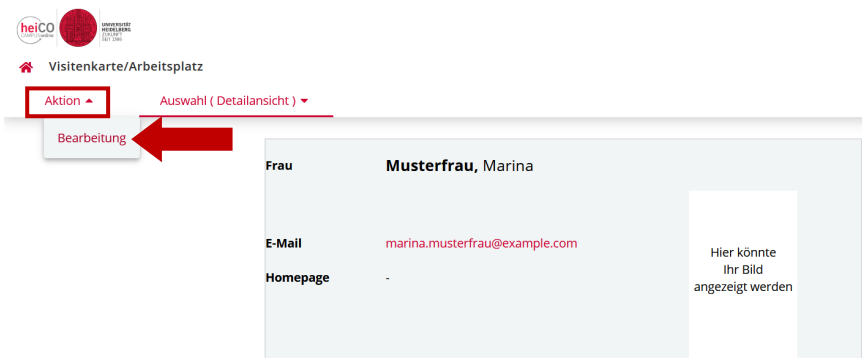 heiCO
CAMPUSonline
UNIVERSITÄT
HEIDELBERG
ZUKUNFT
SEIT 1386
Visitenkarte/Arbeitsplatz
Aktion
Auswahl ( Detailansicht )
Bearbeitung
Frau
Musterfrau, Marina
E-Mail
marina.musterfrau@example.com
Homepage
-
Hier könnte
Ihr Bild
angezeigt werden